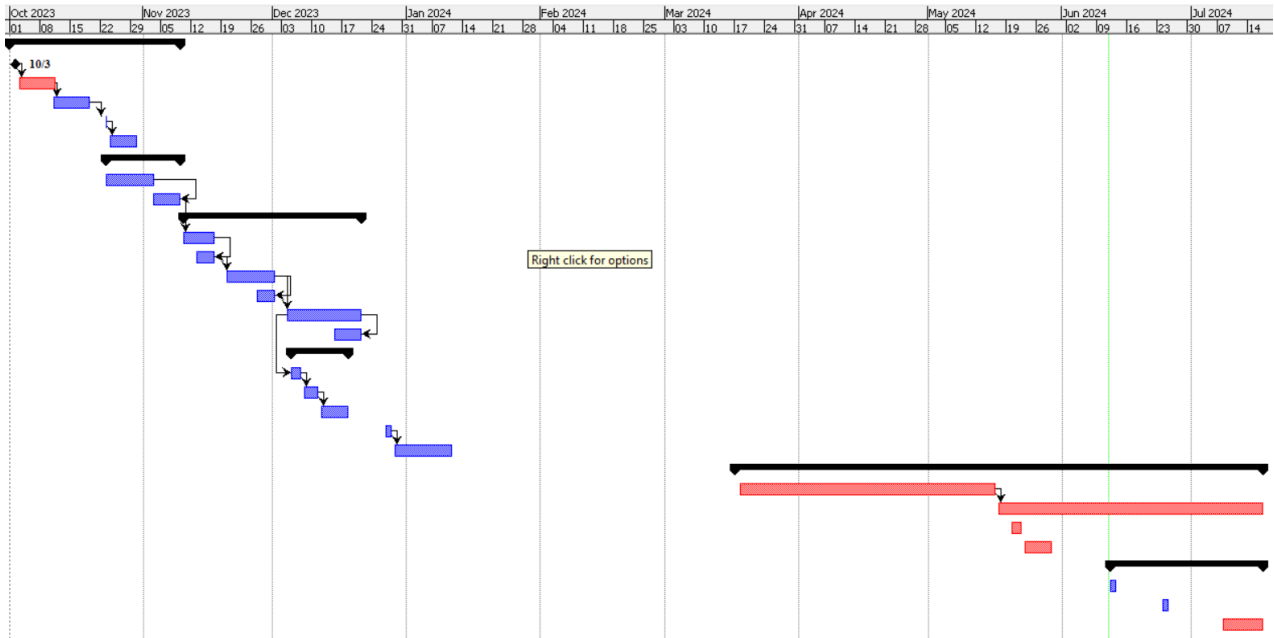 Oct 2023 Nov 2023 Dec 2023 Jan 2024 Feb 2024 Mar 2024 Apr 2024 May 2024 Jun 2024 Jul 2024
01 08 15 22 29 05 12 19 26 03 10 17 24 31 07 14 21 28 04 11 18 25 03 10 17 24 31 07 14 21 28 05 12 19 26 02 09 16 23 30 07 14
10/3
Right click for options